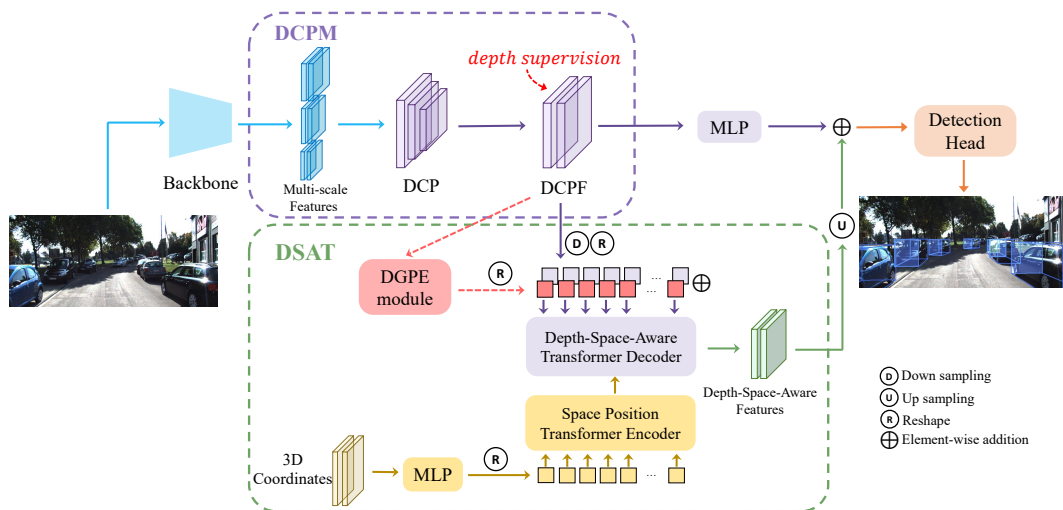 DCPM
depth supervision
Backbone
Multi-scale
Features
DCP
DCPF
MLP
Detection
Head
DSAT
DGPE
module
R
D R
...
...
U
Depth-Space-Aware
Transformer Decoder
Depth-Space-Aware
Features
Space Position
Transformer Encoder
3D
Coordinates
MLP
R
...
D Down sampling
U Up sampling
R Reshape
Element-wise addition